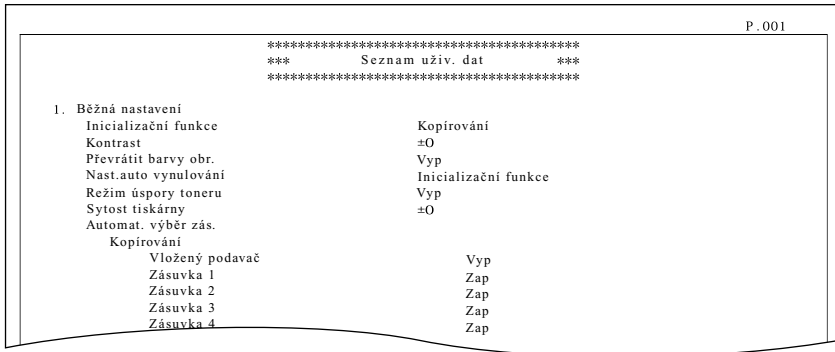 P.001
*****************************************
*** Seznam uživ. dat ***
*****************************************
1. Běžná nastavení
Inicializační funkce Kopírování
Kontrast ±O
Převrátit barvy obr. Vyp
Nast.auto vynulování Inicializační funkce
Režim úspory toneru Vyp
Sytost tiskárny ±O
Automat. výběr zás.
Kopírování
Vložený podavač Vyp
Zásuvka 1 Zap
Zásuvka 2 Zap
Zásuvka 3 Zap
Zásuvka 4 Zap